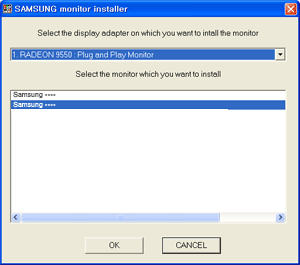 SAMSUNG monitor installer
Select the display adapter on which you want to intall the monitor
1. RADEON 9550 : Plug and Play Monitor
Select the monitor which you want to install
Samsung ----
Samsung ----
OK
CANCEL